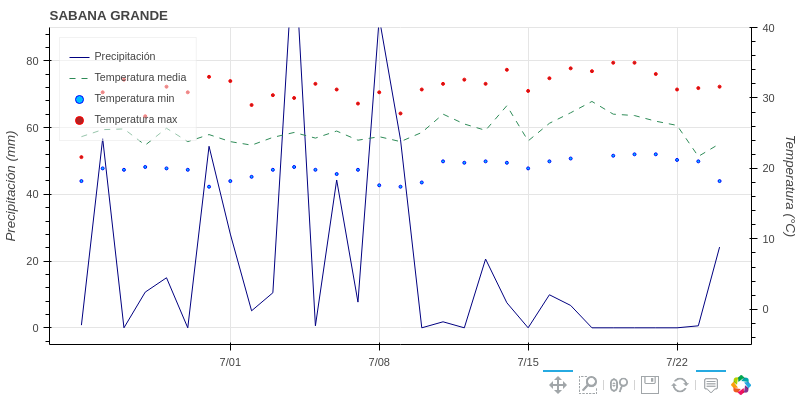 SABANA GRANDE
Precipitación
Temperatura media
Temperatura min
Temperatura max
80
60
40
20
0
Precipitación (mm)
40
30
20
10
0
Temperatura (°C)
7/01
7/08
7/15
7/22